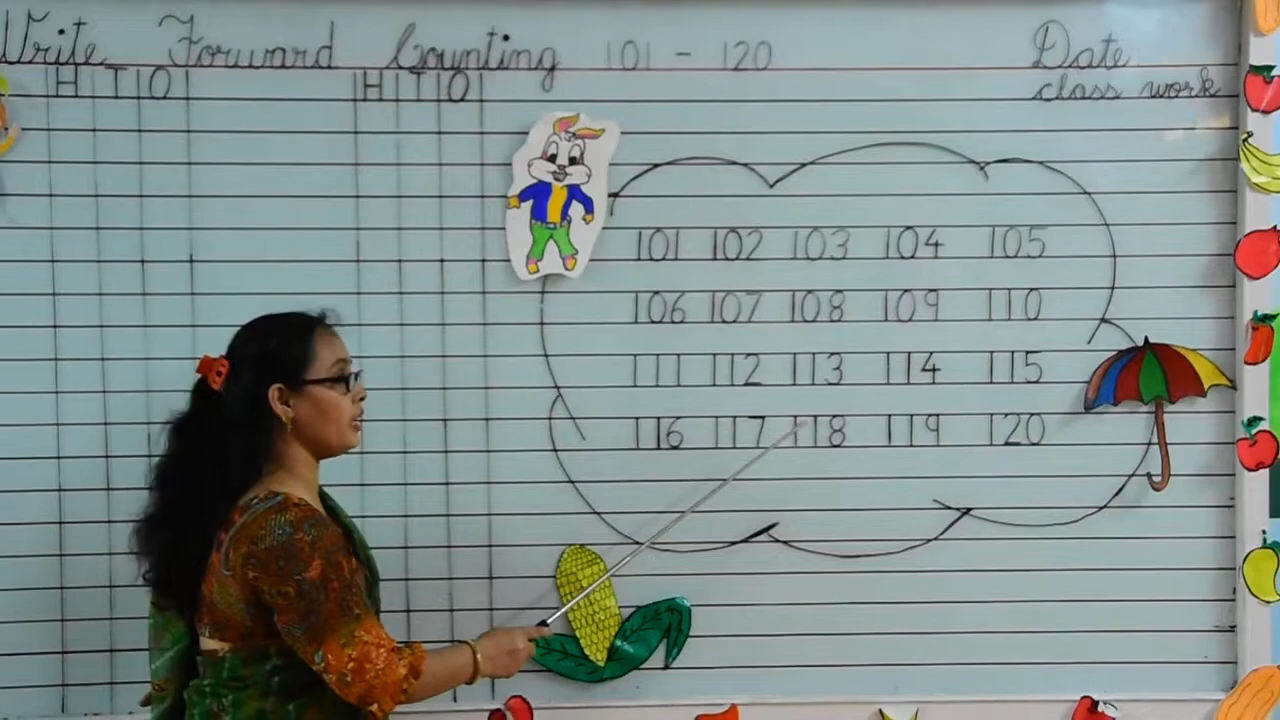 Write Forward Counting 101 - 120
Date
class work
H T O
H T O
101 102 103 104 105
106 107 108 109 110
111 112 113 114 115
116 117 118 119 120